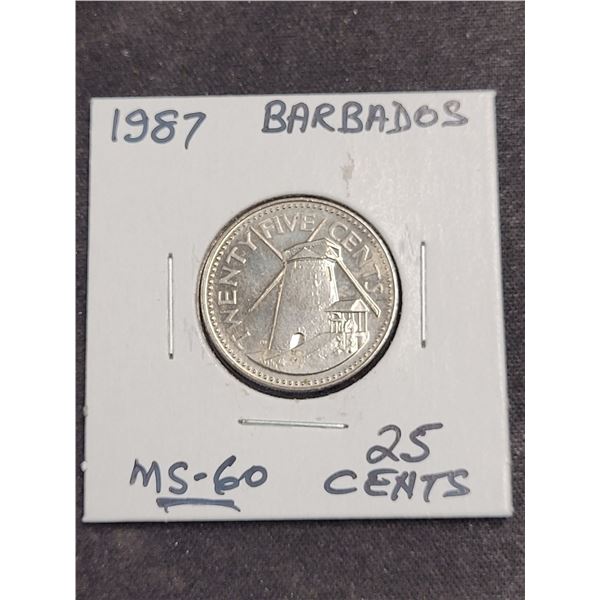 1987 BARBADOS
TWENTY FIVE CENTS
MS-60
25
CENTS